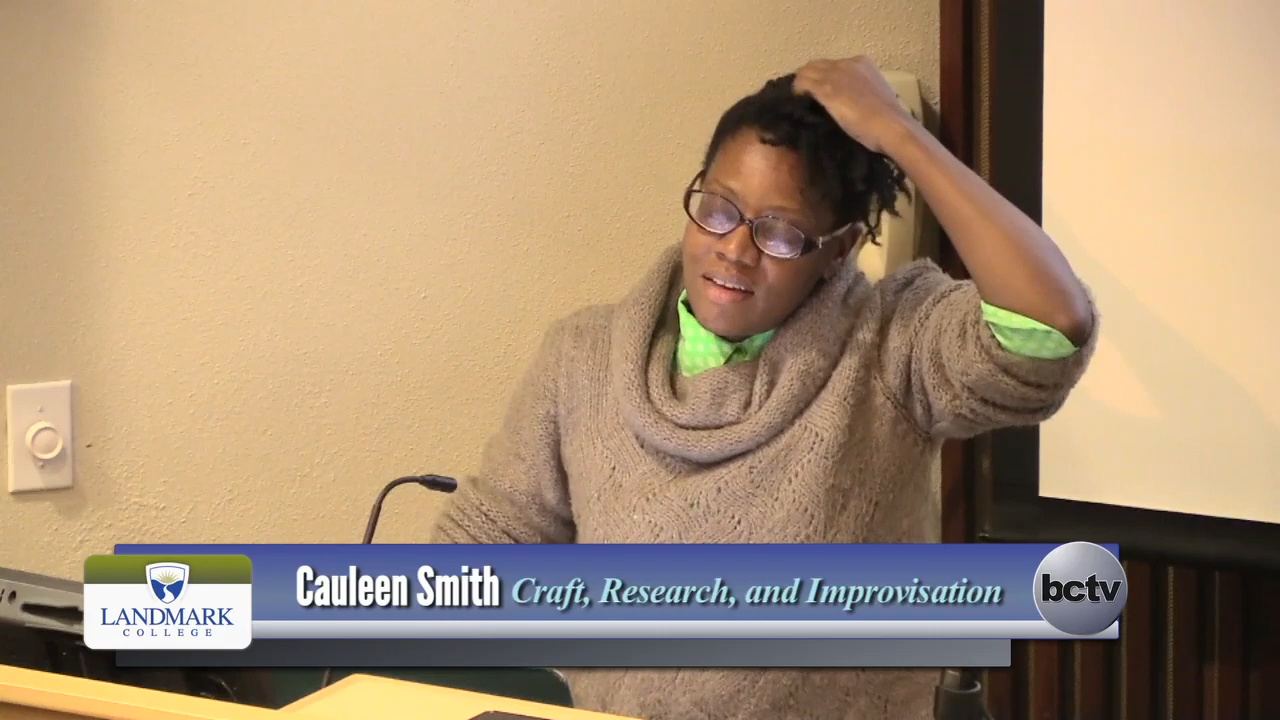 Cauleen Smith Craft, Research, and Improvisation
LANDMARK
COLLEGE
bctv